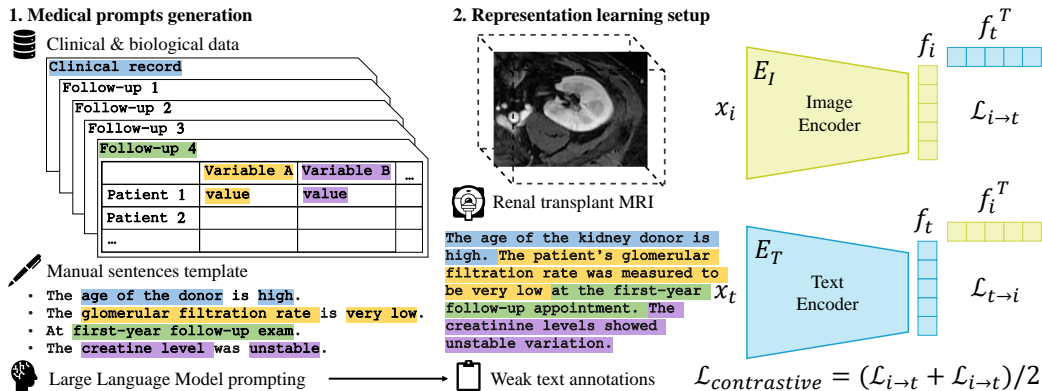 1. Medical prompts generation
Clinical & biological data
Clinical record
Follow-up 1
Follow-up 2
Follow-up 3
Follow-up 4
Variable A Variable B ...
Patient 1 value value
Patient 2
...
Manual sentences template
• The age of the donor is high.
• The glomerular filtration rate is very low.
• At first-year follow-up exam.
• The creatine level was unstable.
Large Language Model prompting
2. Representation learning setup
Renal transplant MRI
The age of the kidney donor is
high. The patient's glomerular
filtration rate was measured to
be very low at the first-year
follow-up appointment. The
creatinine levels showed
unstable variation.
Weak text annotations
x_i
E_I
Image
Encoder
f_i
f_t^T
ℒ_{i→t}
x_t
E_T
Text
Encoder
f_t
f_i^T
ℒ_{t→i}
ℒ_{contrastive} = (ℒ_{i→t} + ℒ_{i→t})/2